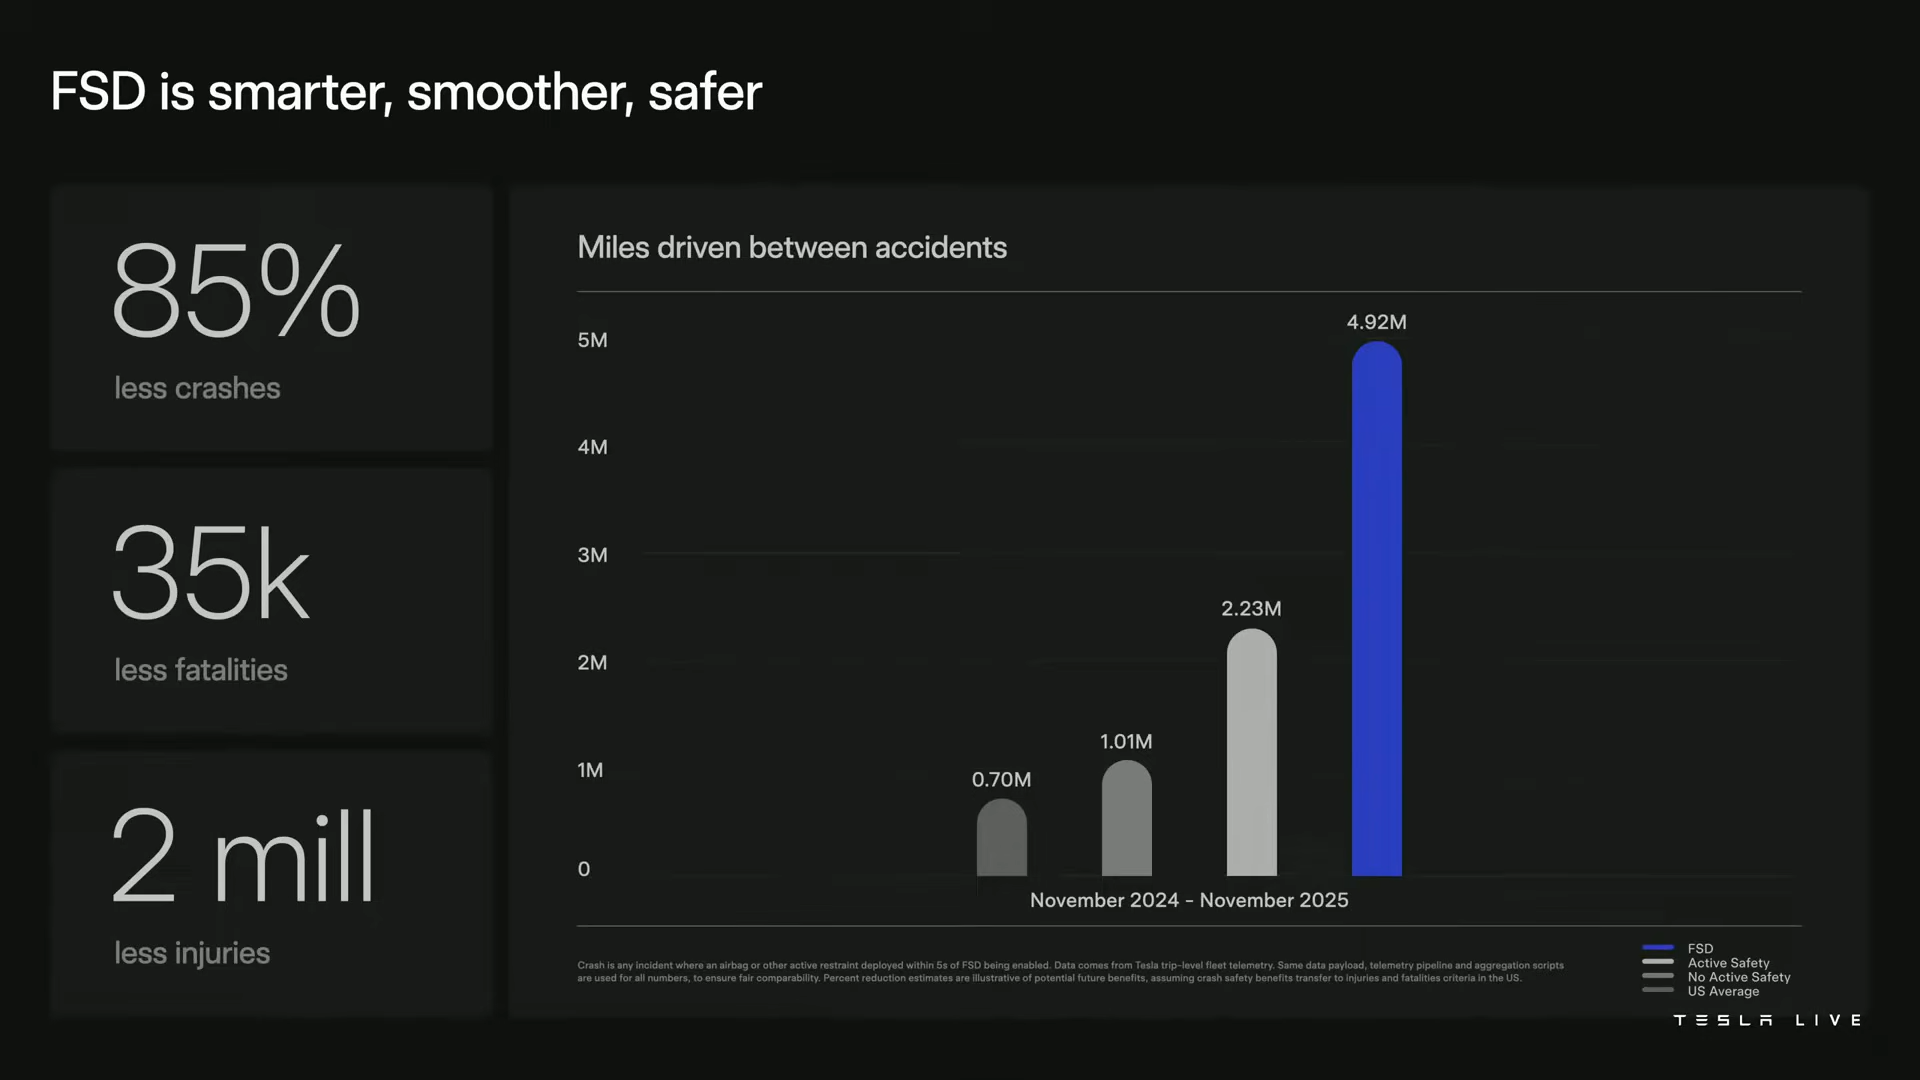 FSD is smarter, smoother, safer
85%
less crashes
35k
less fatalities
2 mill
less injuries
Miles driven between accidents
5M
4M
3M
2M
1M
0
0.70M
1.01M
2.23M
4.92M
November 2024 - November 2025
Crash is any incident where an airbag or other active restraint deployed within 5s of FSD being enabled. Data comes from Tesla trip-level fleet telemetry. Same data payload, telemetry pipeline and aggregation scripts
are used for all numbers, to ensure fair comparability. Percent reduction estimates are illustrative of potential future benefits, assuming crash safety benefits transfer to injuries and fatalities criteria in the US.
FSD
Active Safety
No Active Safety
US Average
TESLA LIVE